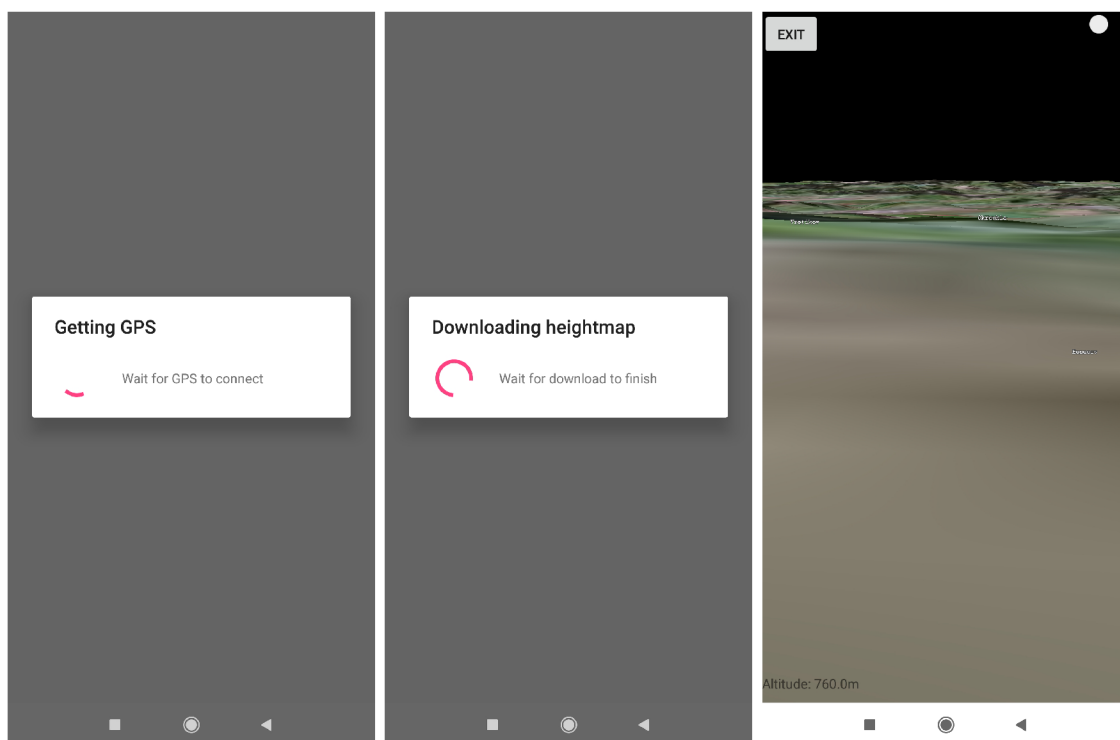 Getting GPS
Wait for GPS to connect
Downloading heightmap
Wait for download to finish
EXIT
Altitude: 760.0m